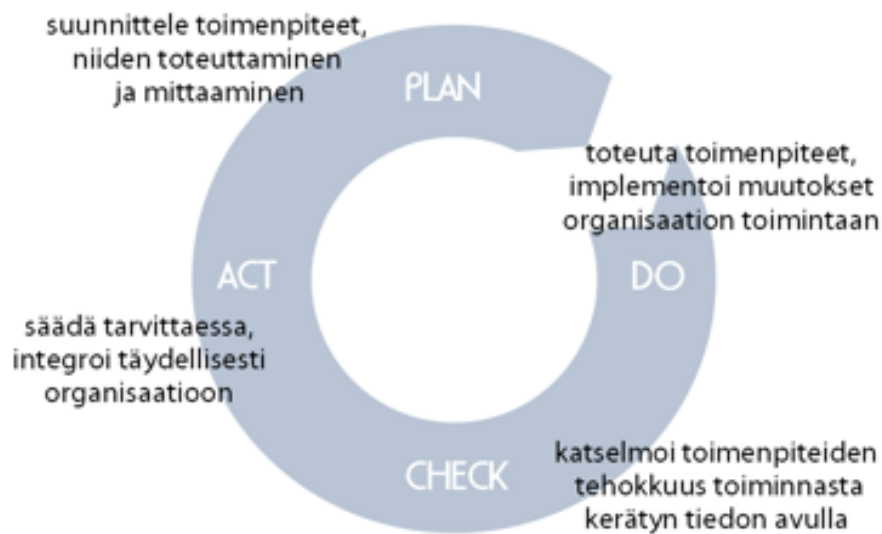 suunnittele toimenpiteet,
niiden toteuttaminen
ja mittaaminen
PLAN
toteuta toimenpiteet,
implementoi muutokset
organisaation toimintaan
DO
katselmoi toimenpiteiden
tehokkuus toiminnasta
kerätyn tiedon avulla
CHECK
säädä tarvittaessa,
integroi täydellisesti
organisaatioon
ACT